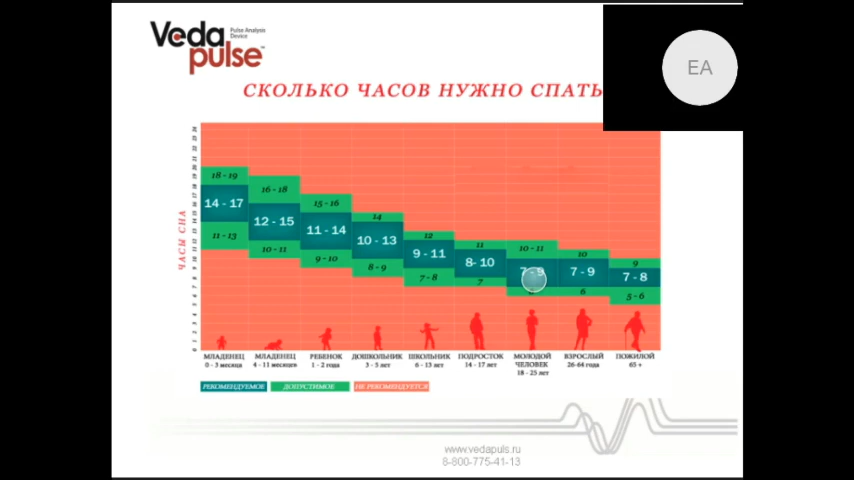 Veda
pulse™
Pulse Analysis
Device
EA
СКОЛЬКО ЧАСОВ НУЖНО СПАТЬ
ЧАСЫ СНА
18 - 19
14 - 17
11 - 13
16 - 18
12 - 15
10 - 11
15 - 16
11 - 14
9 - 10
14
10 - 13
8 - 9
12
9 - 11
7 - 8
11
8- 10
7
10 - 11
7 - 9
10
7 - 9
6
9
7 - 8
5 - 6
МЛАДЕНЕЦ
0 - 3 месяца
МЛАДЕНЕЦ
4 - 11 месяцев
РЕБЕНОК
1 - 2 года
ДОШКОЛЬНИК
3 - 5 лет
ШКОЛЬНИК
6 - 13 лет
ПОДРОСТОК
14 - 17 лет
МОЛОДОЙ
ЧЕЛОВЕК
18 - 25 лет
ВЗРОСЛЫЙ
26-64 года
ПОЖИЛОЙ
65 +
РЕКОМЕНДУЕМОЕ
ДОПУСТИМОЕ
НЕ РЕКОМЕНДУЕТСЯ
www.vedapuls.ru
8-800-775-41-13